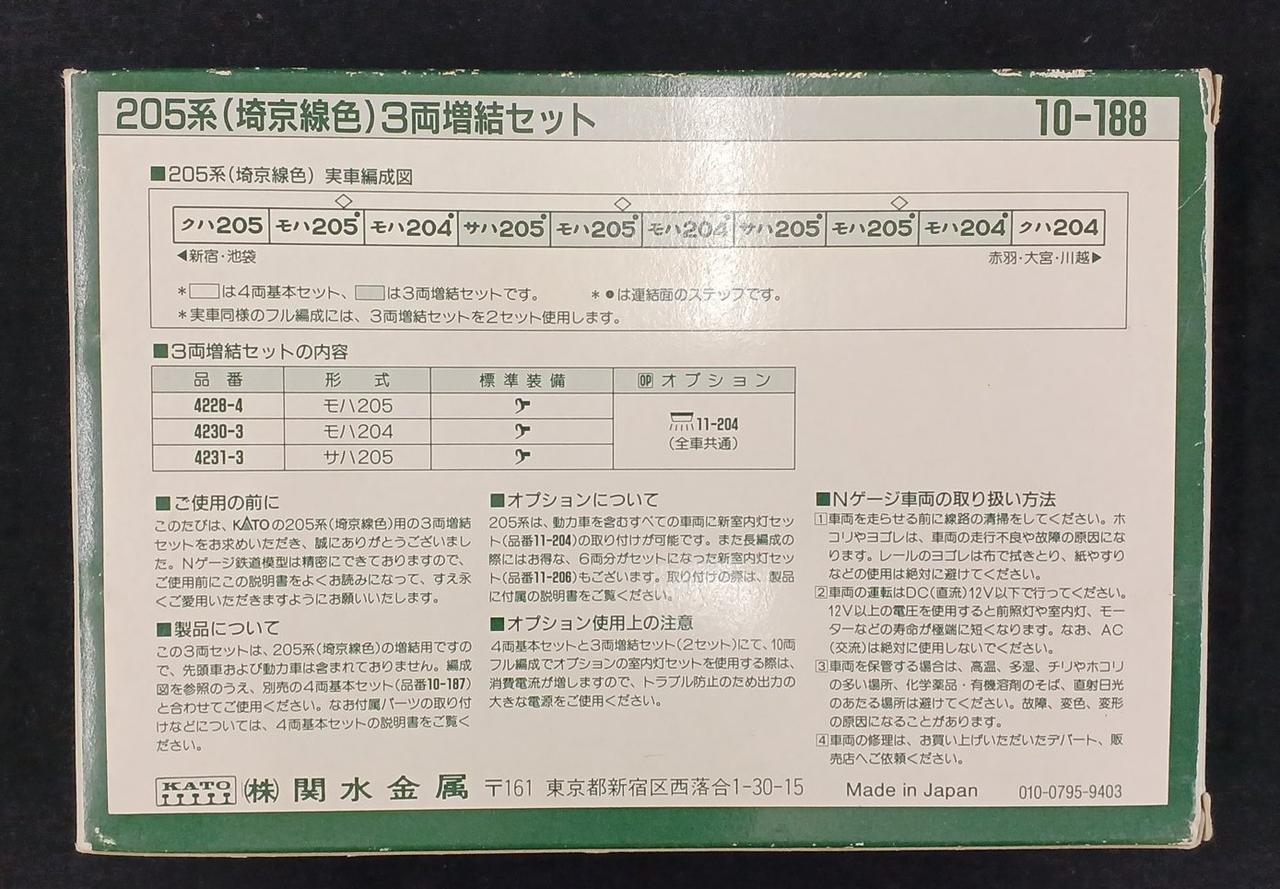 205系(埼京線色)3両増結セット 10-188
■205系(埼京線色) 実車編成図
クハ205 モハ205 モハ204 サハ205 モハ205 モハ204 サハ205 モハ205 モハ204 クハ204
◀新宿・池袋 赤羽・大宮・川越▶
*□は4両基本セット、□は3両増結セットです。 *●は連結面のステップです。
*実車同様のフル編成には、3両増結セットを2セット使用します。
■3両増結セットの内容
品番 形式 標準装備 OPオプション
4228-4 モハ205
4230-3 モハ204
4231-3 サハ205
11-204
(全車共通)
■ご使用の前に
このたびは、KATOの205系(埼京線色)用の3両増結
セットをお求めいただき、誠にありがとうございまし
た。Nゲージ鉄道模型は精密にできておりますので、
ご使用前にこの説明書をよくお読みになって、すえ永
くご愛用いただきますようにお願いいたします。
■製品について
この3両セットは、205系(埼京線色)の増結用ですの
で、先頭車および動力車は含まれておりません。編成
図を参照のうえ、別売の4両基本セット(品番10-187)
と合わせてご使用ください。なお付属パーツの取り付
けなどについては、4両基本セットの説明書をご覧く
ださい。
■オプションについて
205系は、動力車を含むすべての車両に新室内灯セッ
ト(品番11-204)の取り付けが可能です。また長編成の
際にはお得な、6両分がセットになった新室内灯セッ
ト(品番11-206)もございます。取り付けの際は、製品
に付属の説明書をご覧ください。
■オプション使用上の注意
4両基本セットと3両増結セット(2セット)にて、10両
フル編成でオプションの室内灯セットを使用する際は、
消費電流が増しますので、トラブル防止のため出力の
大きな電源をご使用ください。
■Nゲージ車両の取り扱い方法
1車両を走らせる前に線路の清掃をしてください。ホ
コリやヨゴレは、車両の走行不良や故障の原因にな
ります。レールのヨゴレは布で拭きとり、紙やすり
などの使用は絶対に避けてください。
2車両の運転はDC(直流)12V以下で行ってください。
12V以上の電圧を使用すると前照灯や室内灯、モー
ターなどの寿命が極端に短くなります。なお、AC
(交流)は絶対に使用しないでください。
3車両を保管する場合は、高温、多湿、チリやホコリ
の多い場所、化学薬品・有機溶剤のそば、直射日光
のあたる場所は避けてください。故障、変色、変形
の原因になることがあります。
4車両の修理は、お買い上げいただいたデパート、販
売店へご依頼ください。
KATO (株)関水金属 〒161 東京都新宿区西落合1-30-15 Made in Japan 010-0795-9403